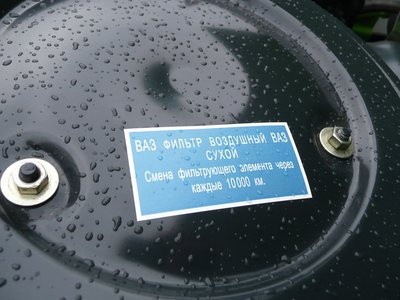 ВАЗ ФИЛЬТР ВОЗДУШНЫЙ ВАЗ
СУХОЙ
Смена фильтрующего элемента через
каждые 10000 км.